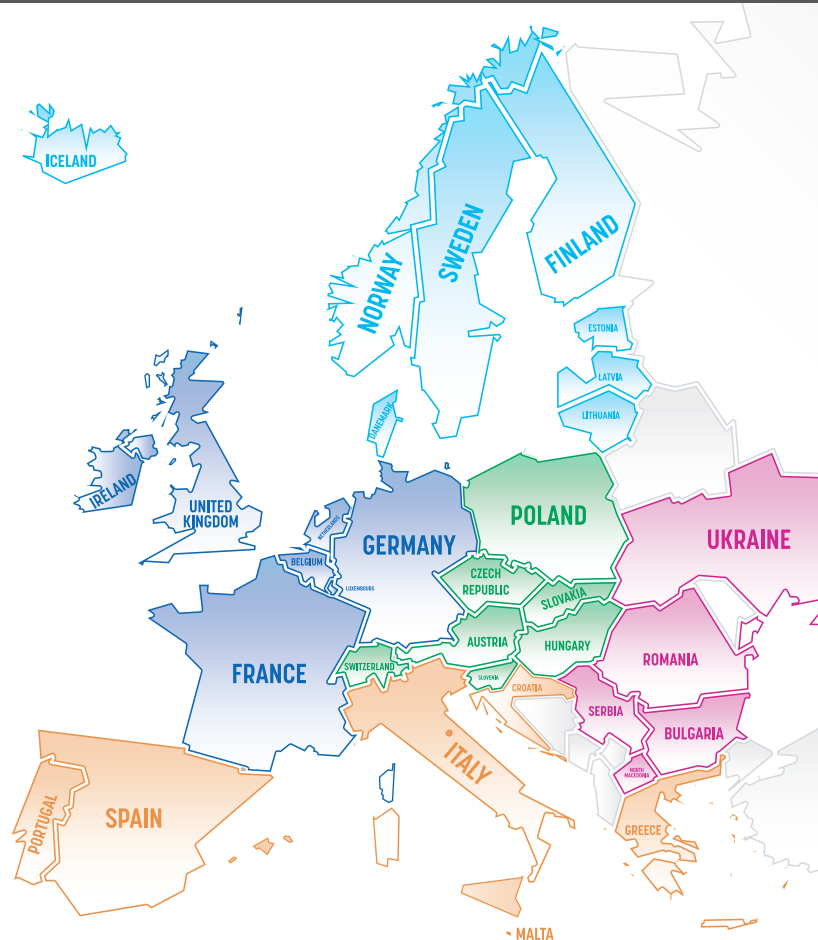 ICELAND
NORWAY
SWEDEN
FINLAND
ESTONIA
LATVIA
LITHUANIA
DANEMARK
IRELAND
UNITED
KINGDOM
NETHERLANDS
BELGIUM
LUXEMBOURG
GERMANY
POLAND
UKRAINE
CZECH
REPUBLIC
SLOVAKIA
AUSTRIA
HUNGARY
SWITZERLAND
SLOVENIA
FRANCE
CROATIA
ROMANIA
SERBIA
BULGARIA
NORTH
MACEDONIA
ITALY
SPAIN
PORTUGAL
GREECE
MALTA